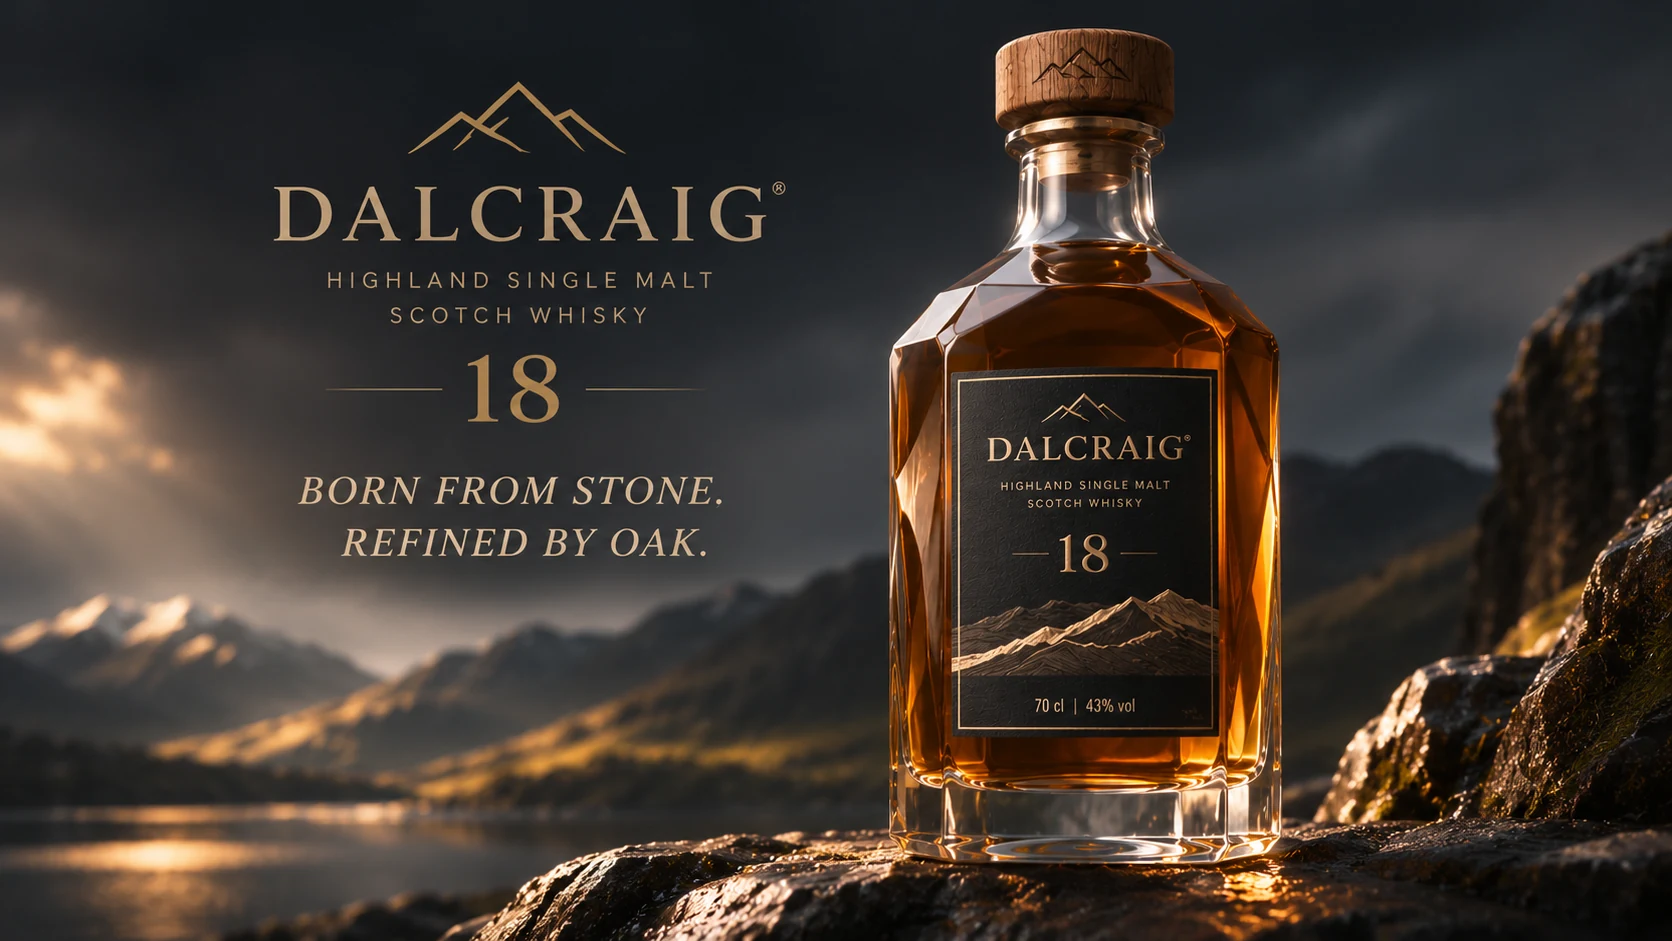 DALCRAIG®
HIGHLAND SINGLE MALT
SCOTCH WHISKY
18
BORN FROM STONE.
REFINED BY OAK.
DALCRAIG®
HIGHLAND SINGLE MALT
SCOTCH WHISKY
18
70 cl | 43% vol